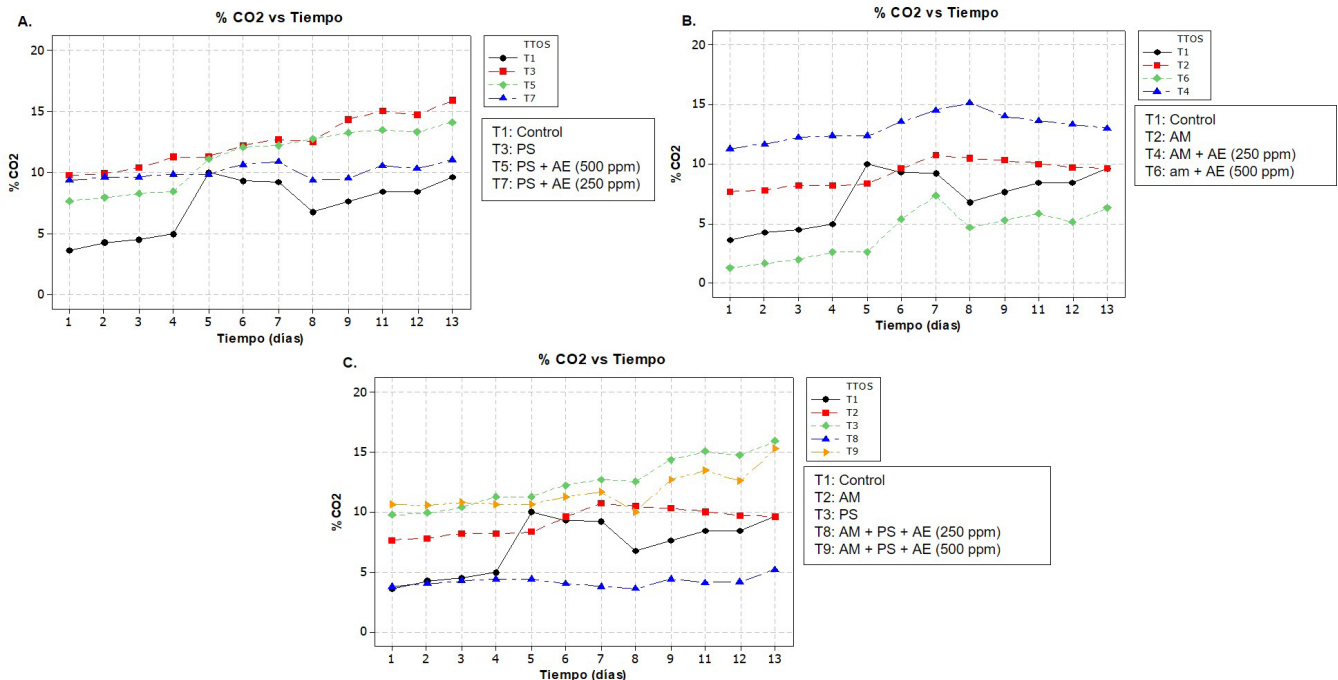 A.
% CO2 vs Tiempo
20
15
10
5
0
% CO2
1 2 3 4 5 6 7 8 9 11 12 13
Tiempo (días)
TTOS
T1
T3
T5
T7
T1: Control
T3: PS
T5: PS + AE (500 ppm)
T7: PS + AE (250 ppm)
B.
% CO2 vs Tiempo
20
15
10
5
0
% CO2
1 2 3 4 5 6 7 8 9 11 12 13
Tiempo (días)
TTOS
T1
T2
T6
T4
T1: Control
T2: AM
T4: AM + AE (250 ppm)
T6: am + AE (500 ppm)
C.
% CO2 vs Tiempo
20
15
10
5
0
% CO2
1 2 3 4 5 6 7 8 9 11 12 13
Tiempo (días)
TTOS
T1
T2
T3
T8
T9
T1: Control
T2: AM
T3: PS
T8: AM + PS + AE (250 ppm)
T9: AM + PS + AE (500 ppm)